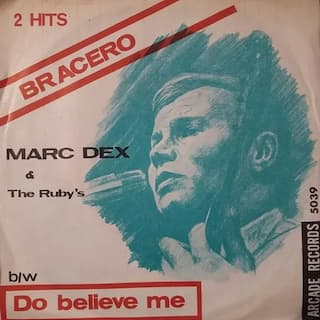 2 HITS
BRACERO
MARC DEX
&
The Ruby's
b/w
Do believe me
ARCADE RECORDS 5039